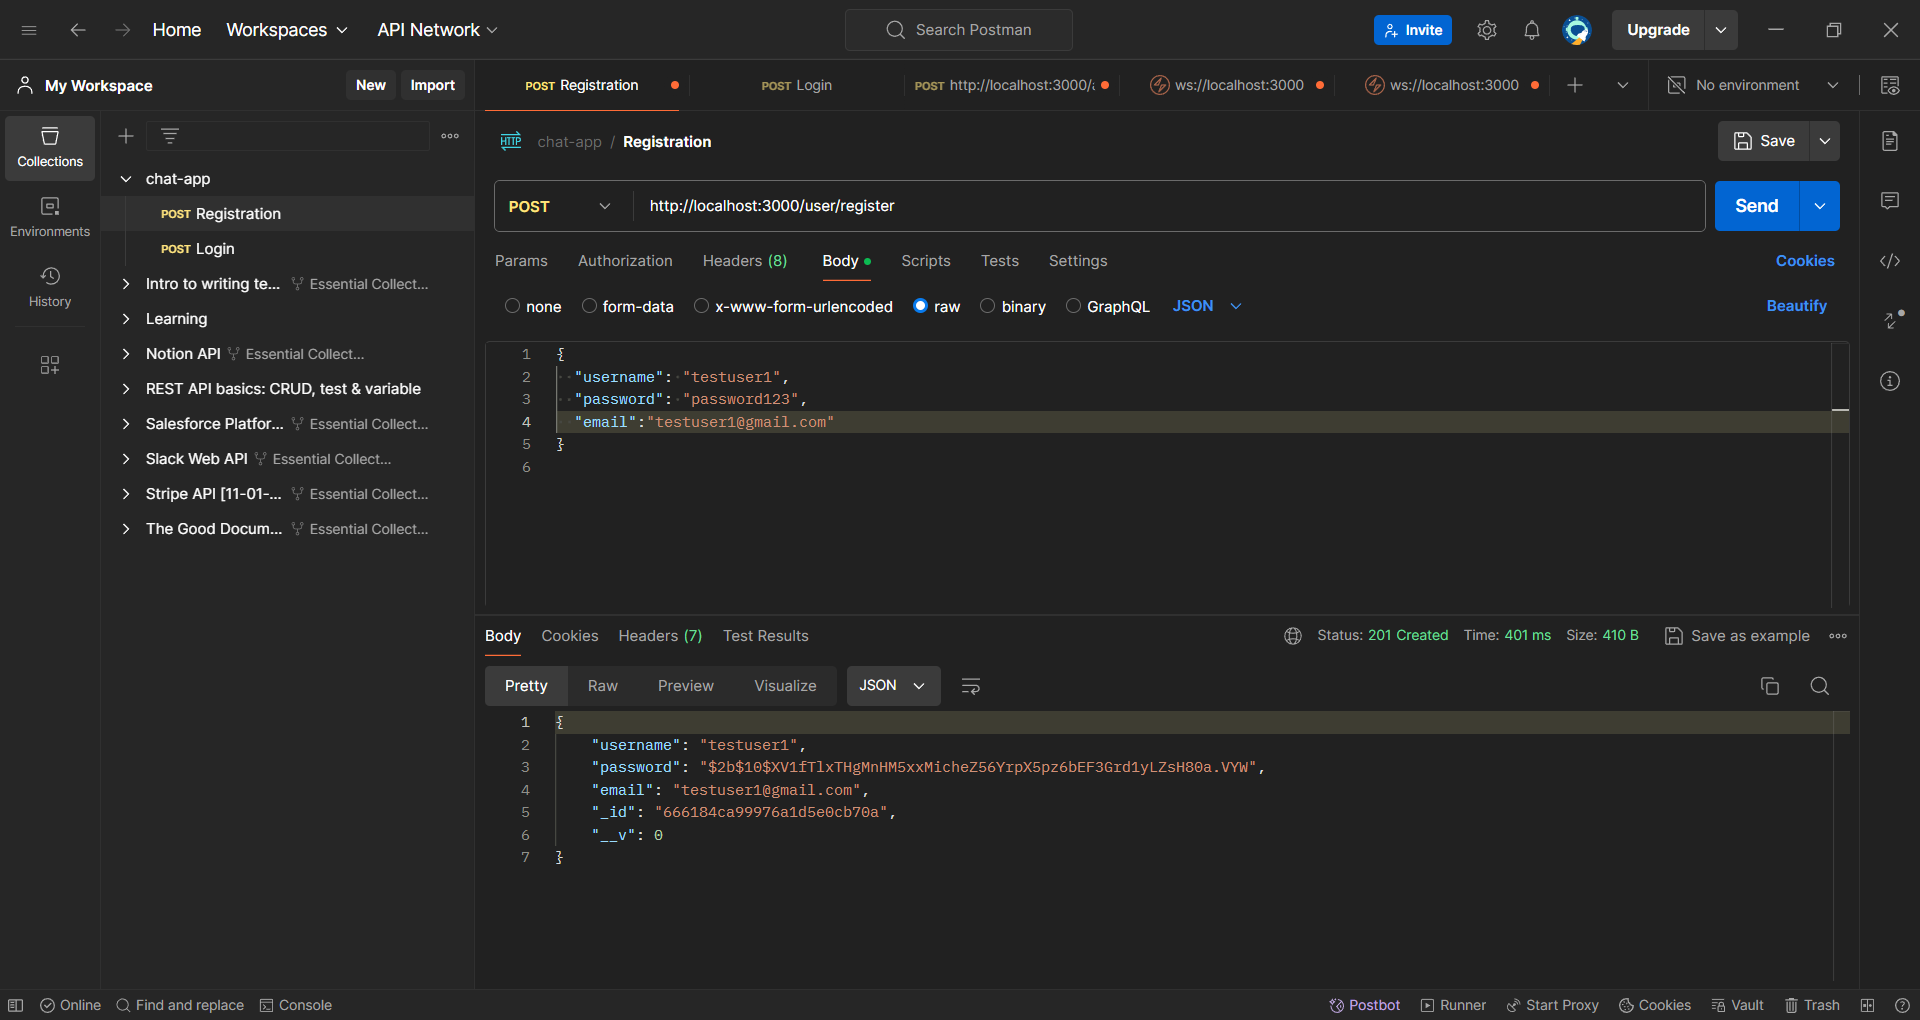 Home Workspaces API Network Search Postman Invite Upgrade
My Workspace New Import
POST Registration POST Login POST http://localhost:3000/ ws://localhost:3000 ws://localhost:3000 No environment
Collections
Environments
History
chat-app
POST Registration
POST Login
Intro to writing te... Essential Collect...
Learning
Notion API Essential Collect...
REST API basics: CRUD, test & variable
Salesforce Platfor... Essential Collect...
Slack Web API Essential Collect...
Stripe API [11-01-... Essential Collect...
The Good Docum... Essential Collect...
HTTP chat-app / Registration Save
POST http://localhost:3000/user/register Send
Params Authorization Headers (8) Body Scripts Tests Settings Cookies
none form-data x-www-form-urlencoded raw binary GraphQL JSON Beautify
1 {
2 "username": "testuser1",
3 "password": "password123",
4 "email":"testuser1@gmail.com"
5 }
6
Body Cookies Headers (7) Test Results Status: 201 Created Time: 401 ms Size: 410 B Save as example
Pretty Raw Preview Visualize JSON
1 {
2 "username": "testuser1",
3 "password": "$2b$10$XV1fTlxTHgMnHM5xxMicheZ56YrpX5pz6bEF3Grd1yLZsH80a.VYW",
4 "email": "testuser1@gmail.com",
5 "_id": "666184ca99976a1d5e0cb70a",
6 "__v": 0
7 }
Online Find and replace Console Postbot Runner Start Proxy Cookies Vault Trash